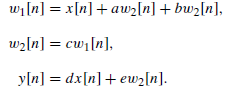 w₁[n] = x[n] + aw₂[n] + bw₂[n],
w₂[n] = cw₁[n],
y[n] = dx[n] + ew₂[n].